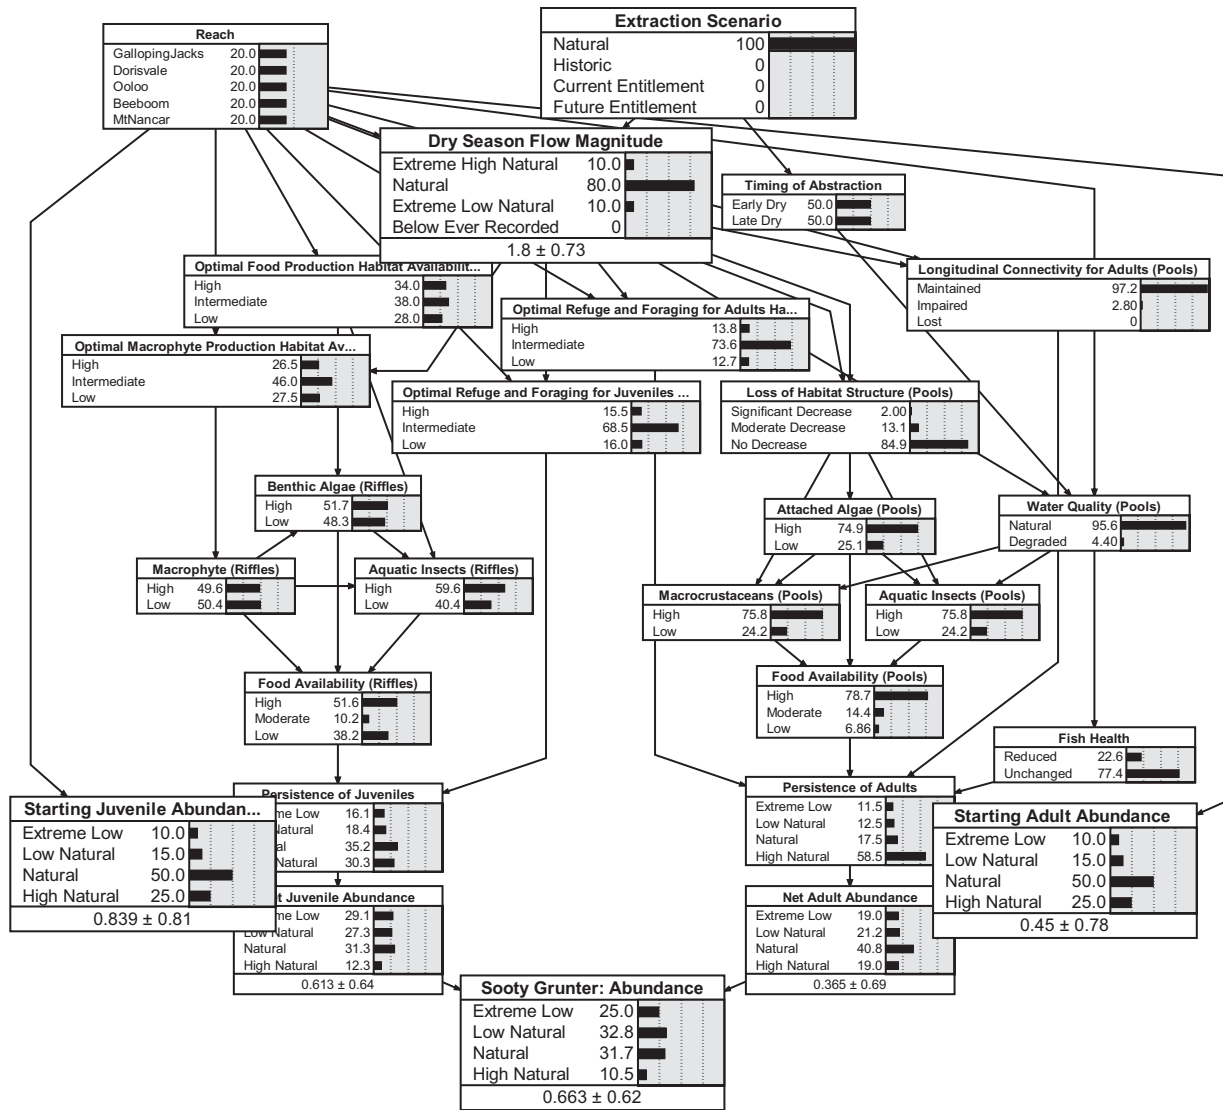 Reach
GallopingJacks 20.0
Dorisvale 20.0
Ooloo 20.0
Beeboom 20.0
MtNancar 20.0
Extraction Scenario
Natural 100
Historic 0
Current Entitlement 0
Future Entitlement 0
Dry Season Flow Magnitude
Extreme High Natural 10.0
Natural 80.0
Extreme Low Natural 10.0
Below Ever Recorded 0
1.8 ± 0.73
Timing of Abstraction
Early Dry 50.0
Late Dry 50.0
Optimal Food Production Habitat Availabilit...
High 34.0
Intermediate 38.0
Low 28.0
Longitudinal Connectivity for Adults (Pools)
Maintained 97.2
Impaired 2.80
Lost 0
Optimal Refuge and Foraging for Adults Ha...
High 13.8
Intermediate 73.6
Low 12.7
Optimal Macrophyte Production Habitat Av...
High 26.5
Intermediate 46.0
Low 27.5
Optimal Refuge and Foraging for Juveniles ...
High 15.5
Intermediate 68.5
Low 16.0
Loss of Habitat Structure (Pools)
Significant Decrease 2.00
Moderate Decrease 13.1
No Decrease 84.9
Benthic Algae (Riffles)
High 51.7
Low 48.3
Attached Algae (Pools)
High 74.9
Low 25.1
Water Quality (Pools)
Natural 95.6
Degraded 4.40
Macrophyte (Riffles)
High 49.6
Low 50.4
Aquatic Insects (Riffles)
High 59.6
Low 40.4
Macrocrustaceans (Pools)
High 75.8
Low 24.2
Aquatic Insects (Pools)
High 75.8
Low 24.2
Food Availability (Riffles)
High 51.6
Moderate 10.2
Low 38.2
Food Availability (Pools)
High 78.7
Moderate 14.4
Low 6.86
Fish Health
Reduced 22.6
Unchanged 77.4
Persistence of Juveniles
Low 16.1
18.4
35.2
Natural 30.3
Persistence of Adults
Extreme Low 11.5
Low Natural 12.5
Natural 17.5
High Natural 58.5
Starting Juvenile Abundan...
Extreme Low 10.0
Low Natural 15.0
Natural 50.0
High Natural 25.0
0.839 ± 0.81
Starting Adult Abundance
Extreme Low 10.0
Low Natural 15.0
Natural 50.0
High Natural 25.0
0.45 ± 0.78
Juvenile Abundance
Low 29.1
Low Natural 27.3
Natural 31.3
High Natural 12.3
0.613 ± 0.64
Net Adult Abundance
Extreme Low 19.0
Low Natural 21.2
Natural 40.8
High Natural 19.0
0.365 ± 0.69
Sooty Grunter: Abundance
Extreme Low 25.0
Low Natural 32.8
Natural 31.7
High Natural 10.5
0.663 ± 0.62